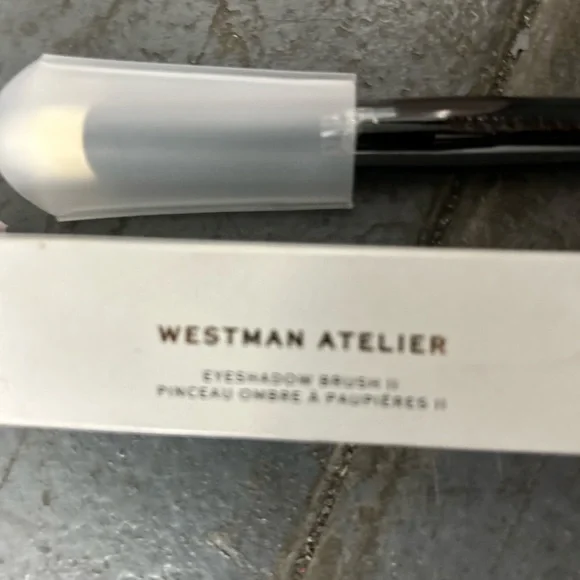 WESTMAN ATELIER
EYESHADOW BRUSH II
PINCEAU OMBRE À PAUPIÈRES II